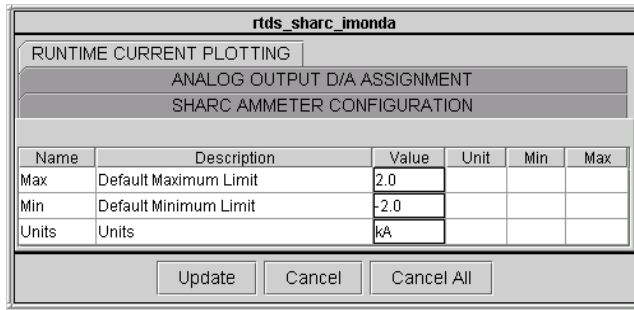 rtds_sharc_imonda
RUNTIME CURRENT PLOTTING
ANALOG OUTPUT D/A ASSIGNMENT
SHARC AMMETER CONFIGURATION
Name Description Value Unit Min Max
Max Default Maximum Limit 2.0
Min Default Minimum Limit -2.0
Units Units kA
Update Cancel Cancel All